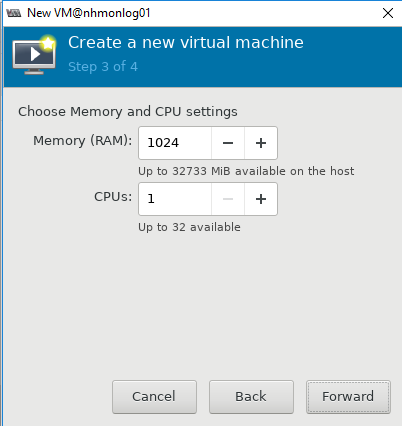 New VM@nhmonlog01
Create a new virtual machine
Step 3 of 4
Choose Memory and CPU settings
Memory (RAM): 1024
Up to 32733 MiB available on the host
CPUs: 1
Up to 32 available
Cancel Back Forward